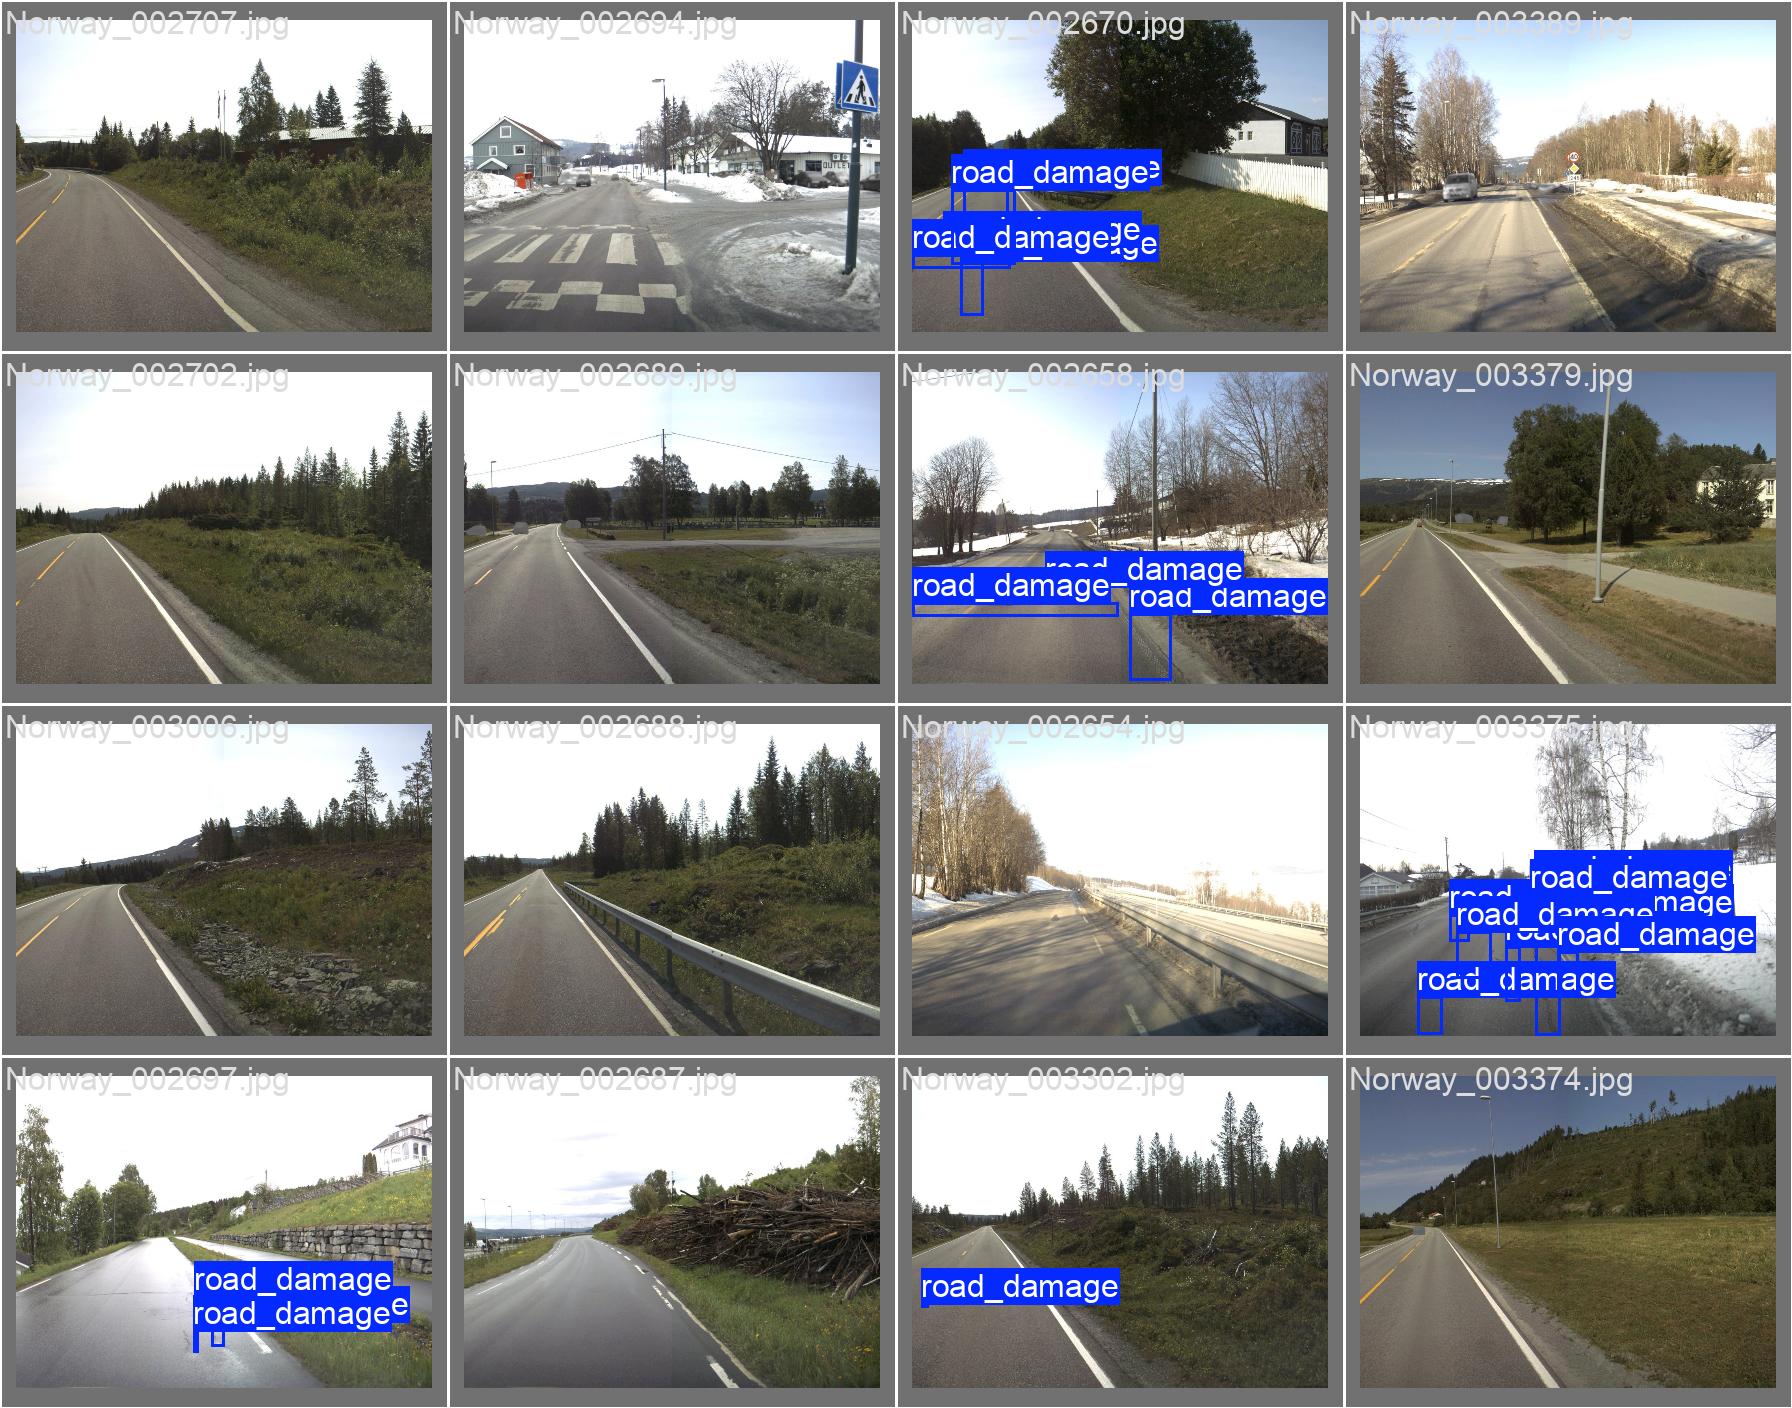 Norway_002707.jpg
Norway_002694.jpg
Norway_002670.jpg
Norway_003389.jpg
OUTLET
road_damage
road_damage
Norway_002702.jpg
Norway_002689.jpg
Norway_002658.jpg
Norway_003379.jpg
road_damage
road_damage
road_damage
Norway_003006.jpg
Norway_002688.jpg
Norway_002654.jpg
Norway_003375.jpg
road_damage
road_damage
road_damage
road_damage
Norway_002697.jpg
Norway_002687.jpg
Norway_003302.jpg
Norway_003374.jpg
road_damage
road_damage
road_damage